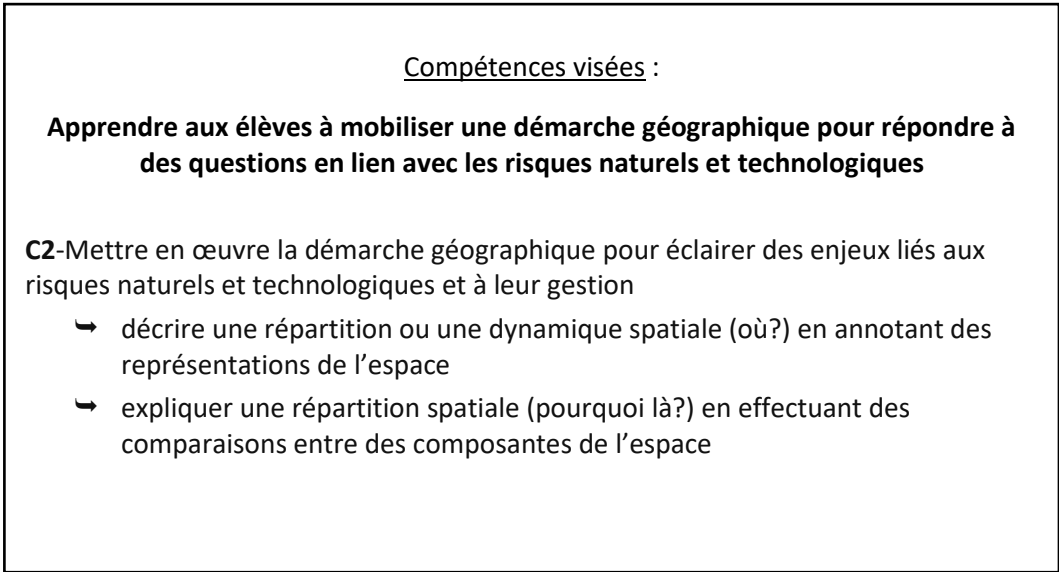 Compétences visées :
Apprendre aux élèves à mobiliser une démarche géographique pour répondre à
des questions en lien avec les risques naturels et technologiques
C2-Mettre en œuvre la démarche géographique pour éclairer des enjeux liés aux
risques naturels et technologiques et à leur gestion
➥ décrire une répartition ou une dynamique spatiale (où?) en annotant des
représentations de l’espace
➥ expliquer une répartition spatiale (pourquoi là?) en effectuant des
comparaisons entre des composantes de l’espace